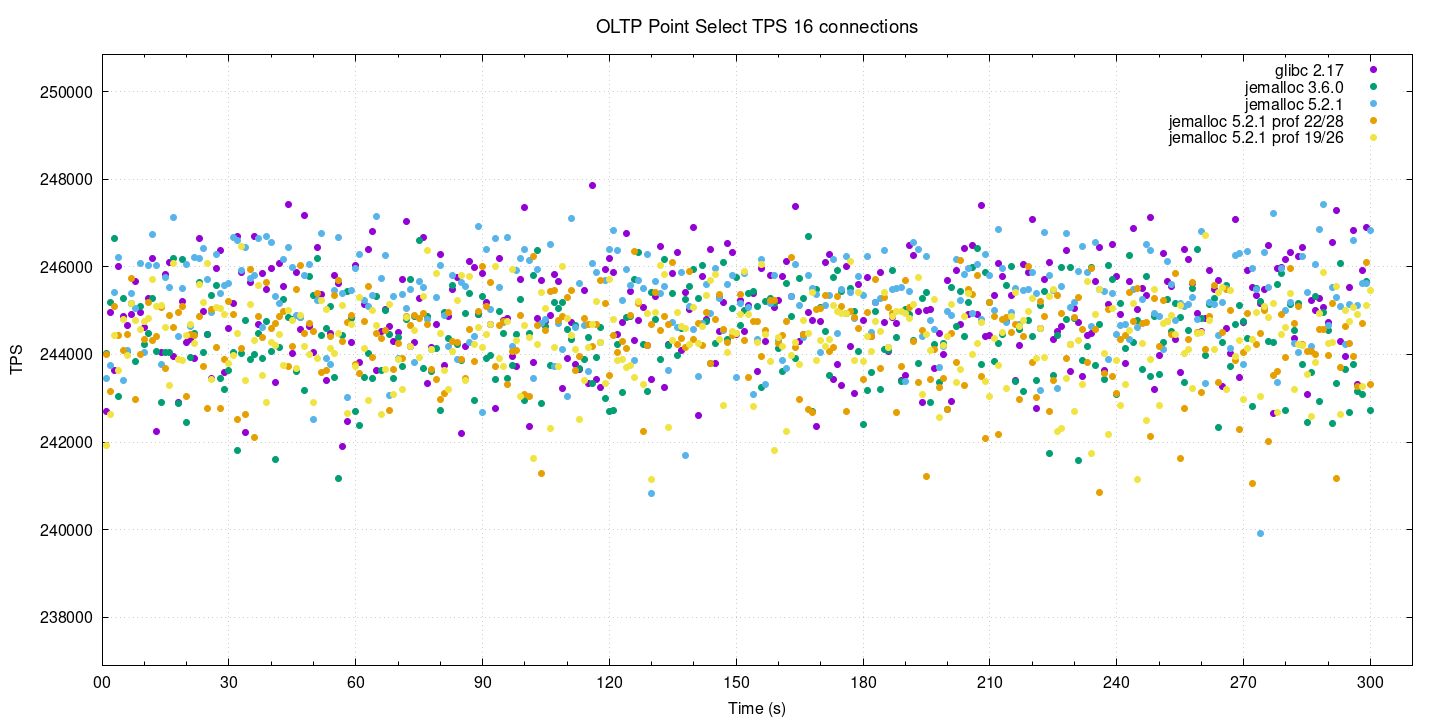 OLTP Point Select TPS 16 connections
glibc 2.17
jemalloc 3.6.0
jemalloc 5.2.1
jemalloc 5.2.1 prof 22/28
jemalloc 5.2.1 prof 19/26
250000
248000
246000
244000
242000
240000
238000
TPS
00 30 60 90 120 150 180 210 240 270 300
Time (s)